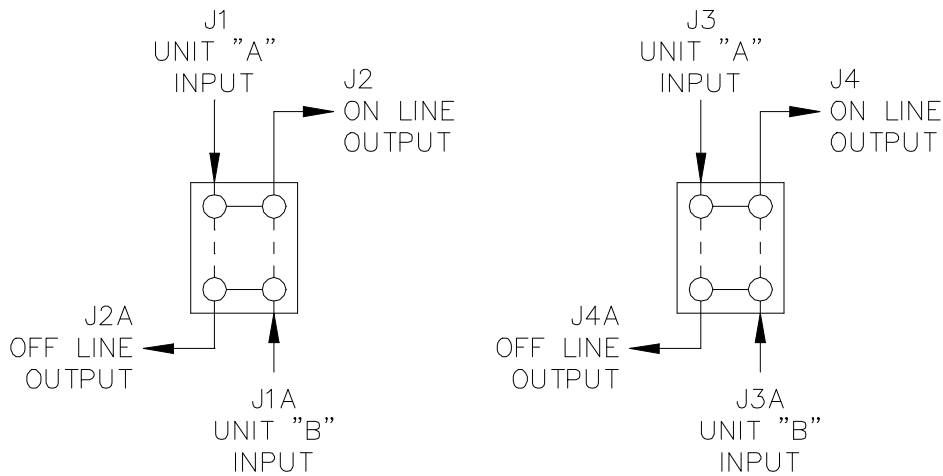 J1
UNIT "A"
INPUT
J2
ON LINE
OUTPUT
J2A
OFF LINE
OUTPUT
J1A
UNIT "B"
INPUT
J3
UNIT "A"
INPUT
J4
ON LINE
OUTPUT
J4A
OFF LINE
OUTPUT
J3A
UNIT "B"
INPUT